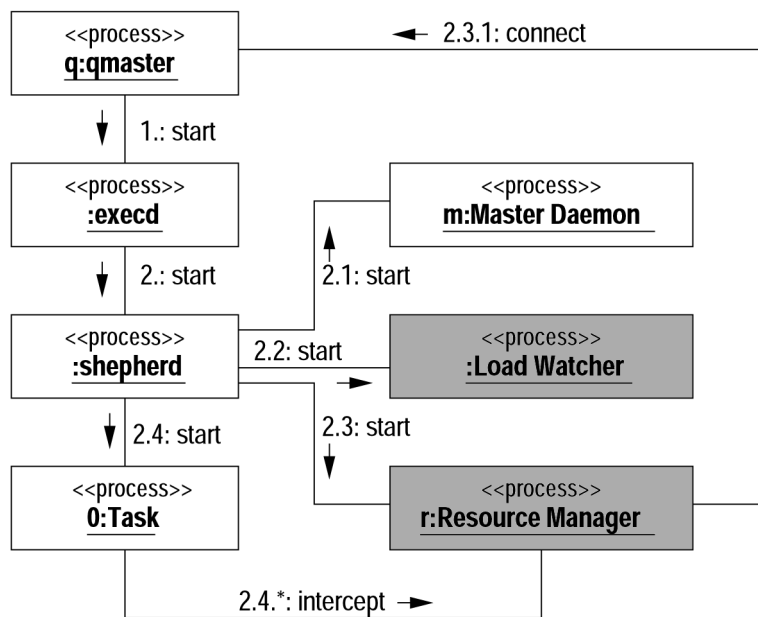 <<process>>
q:qmaster
2.3.1: connect
1.: start
<<process>>
:execd
<<process>>
m:Master Daemon
2.: start
2.1: start
<<process>>
:shepherd
2.2: start
<<process>>
:Load Watcher
2.4: start
2.3: start
<<process>>
0:Task
<<process>>
r:Resource Manager
2.4.*: intercept